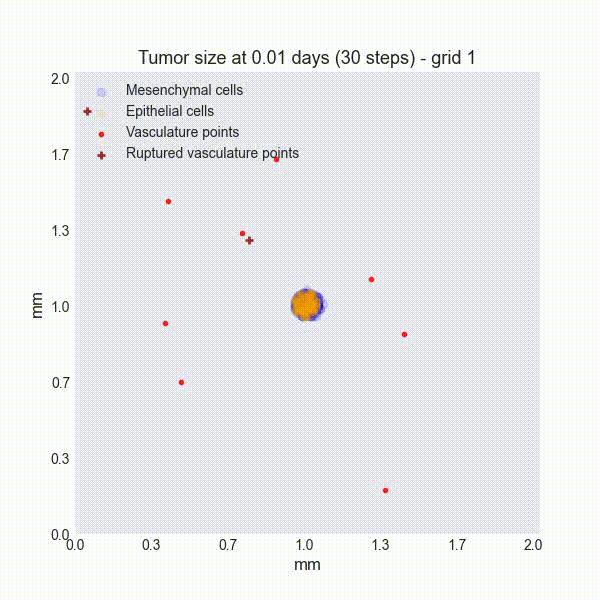 Tumor size at 0.01 days (30 steps) - grid 1
2.0
Mesenchymal cells
Epithelial cells
Vasculature points
Ruptured vasculature points
1.7
1.3
1.0
mm
0.7
0.3
0.0
0.0 0.3 0.7 1.0 1.3 1.7 2.0
mm